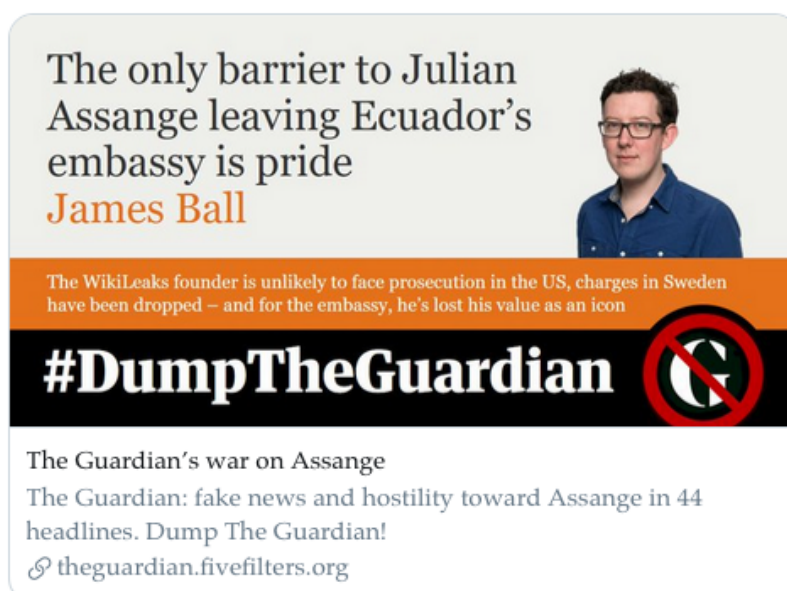 The only barrier to Julian
Assange leaving Ecuador’s
embassy is pride
James Ball
The WikiLeaks founder is unlikely to face prosecution in the US, charges in Sweden
have been dropped – and for the embassy, he’s lost his value as an icon
#DumpTheGuardian
G
The Guardian’s war on Assange
The Guardian: fake news and hostility toward Assange in 44
headlines. Dump The Guardian!
theguardian.fivefilters.org